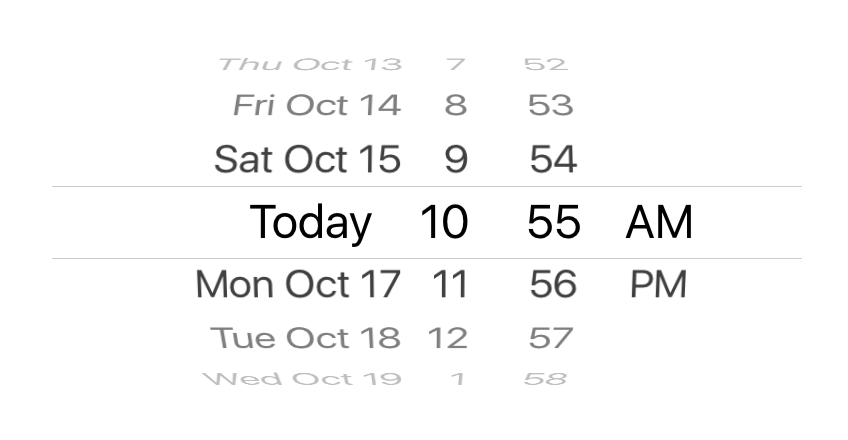 Thu Oct 13 7 52
Fri Oct 14 8 53
Sat Oct 15 9 54
Today 10 55 AM
Mon Oct 17 11 56 PM
Tue Oct 18 12 57
Wed Oct 19 1 58